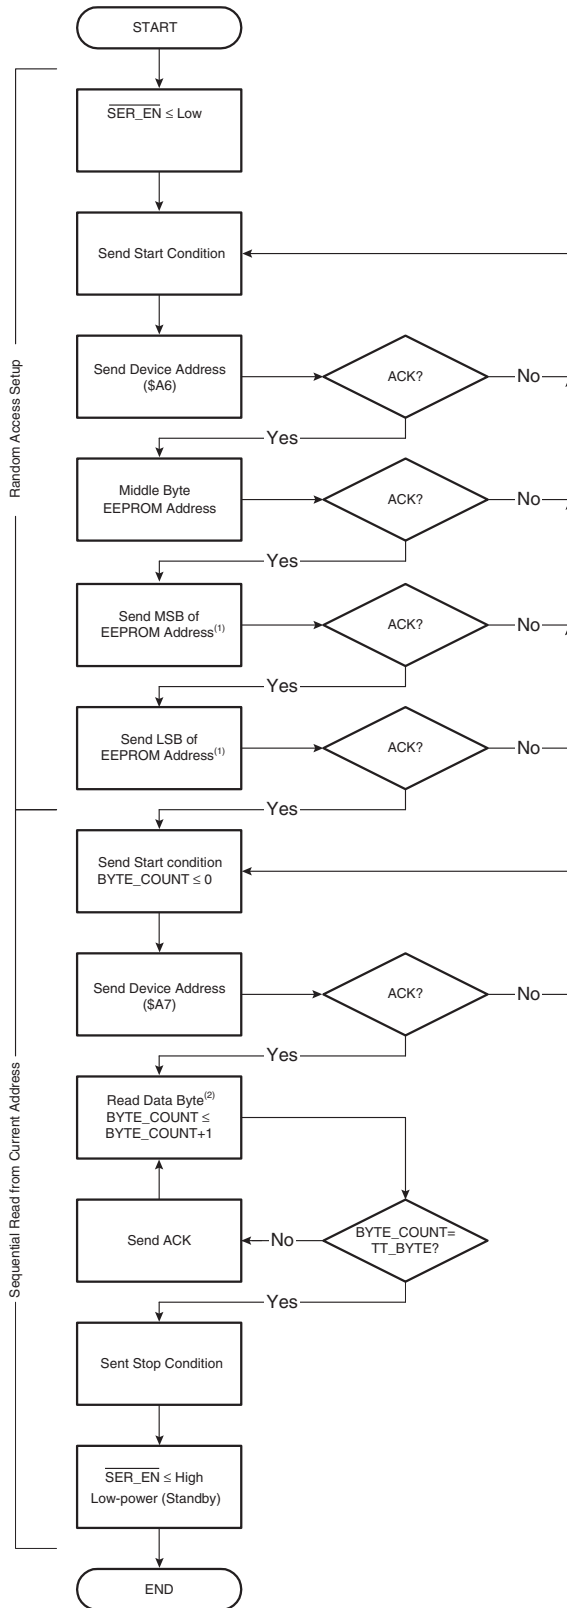 START
SER_EN ≤ Low
Send Start Condition
Send Device Address
($A6)
ACK?
No
Yes
Middle Byte
EEPROM Address
ACK?
No
Yes
Send MSB of
EEPROM Address(1)
ACK?
No
Yes
Send LSB of
EEPROM Address(1)
ACK?
No
Yes
Random Access Setup
Send Start condition
BYTE_COUNT ≤ 0
Send Device Address
($A7)
ACK?
No
Yes
Read Data Byte(2)
BYTE_COUNT ≤
BYTE_COUNT+1
BYTE_COUNT=
TT_BYTE?
No
Send ACK
Yes
Sent Stop Condition
SER_EN ≤ High
Low-power (Standby)
Sequential Read from Current Address
END